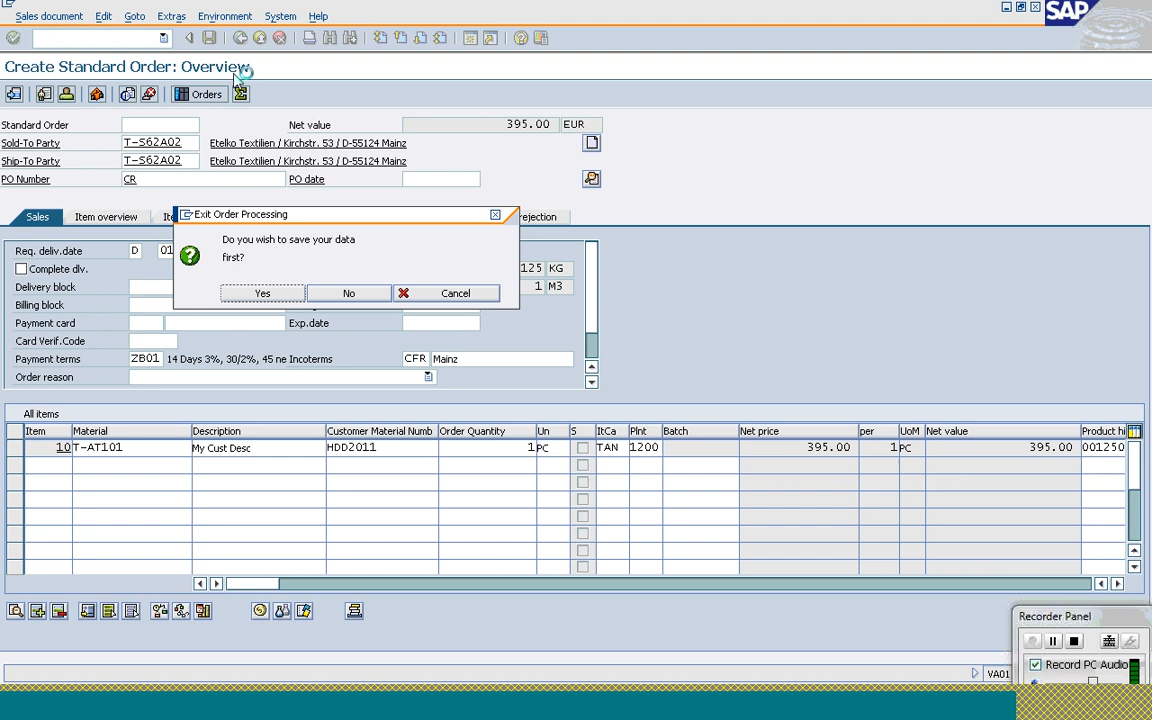 Sales document Edit Goto Extras Environment System Help
SAP
Create Standard Order: Overview
Orders
Standard Order Net value 395.00 EUR
Sold-To Party T-S62A02 Etelko Textilien / Kirchstr. 53 / D-55124 Mainz
Ship-To Party T-S62A02 Etelko Textilien / Kirchstr. 53 / D-55124 Mainz
PO Number CR PO date
Sales Item overview ejection
Exit Order Processing
Do you wish to save your data
first?
Yes No Cancel
Req. deliv.date D 01
Complete dlv. 125 KG
Delivery block 1 M3
Billing block
Payment card Exp.date
Card Verif.Code
Payment terms ZB01 14 Days 3%, 30/2%, 45 ne Incoterms CFR Mainz
Order reason
All items
Item Material Description Customer Material Numb Order Quantity Un S ItCa Plnt Batch Net price per UoM Net value Product hi
10 T-AT101 My Cust Desc HDD2011 1 PC TAN 1200 395.00 1 PC 395.00 001250
Recorder Panel
Record PC Audio
VA01